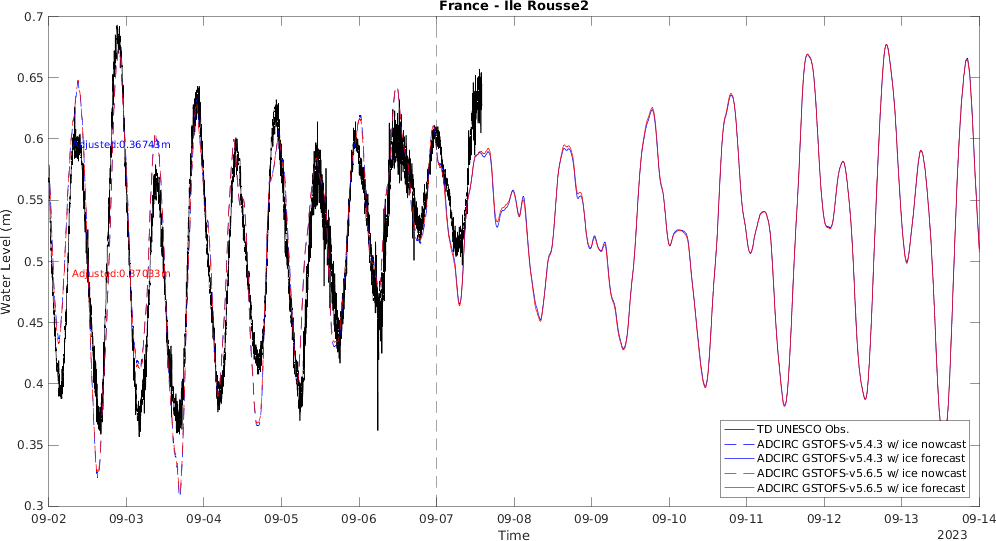 France - Ile Rousse2
0.7
0.65
0.6
0.55
0.5
0.45
0.4
0.35
0.3
Water Level (m)
Adjusted:0.36743m
Adjusted:0.37033m
TD UNESCO Obs.
ADCIRC GSTOFS-v5.4.3 w/ ice nowcast
ADCIRC GSTOFS-v5.4.3 w/ ice forecast
ADCIRC GSTOFS-v5.6.5 w/ ice nowcast
ADCIRC GSTOFS-v5.6.5 w/ ice forecast
09-02 09-03 09-04 09-05 09-06 09-07 09-08 09-09 09-10 09-11 09-12 09-13 09-14
Time
2023